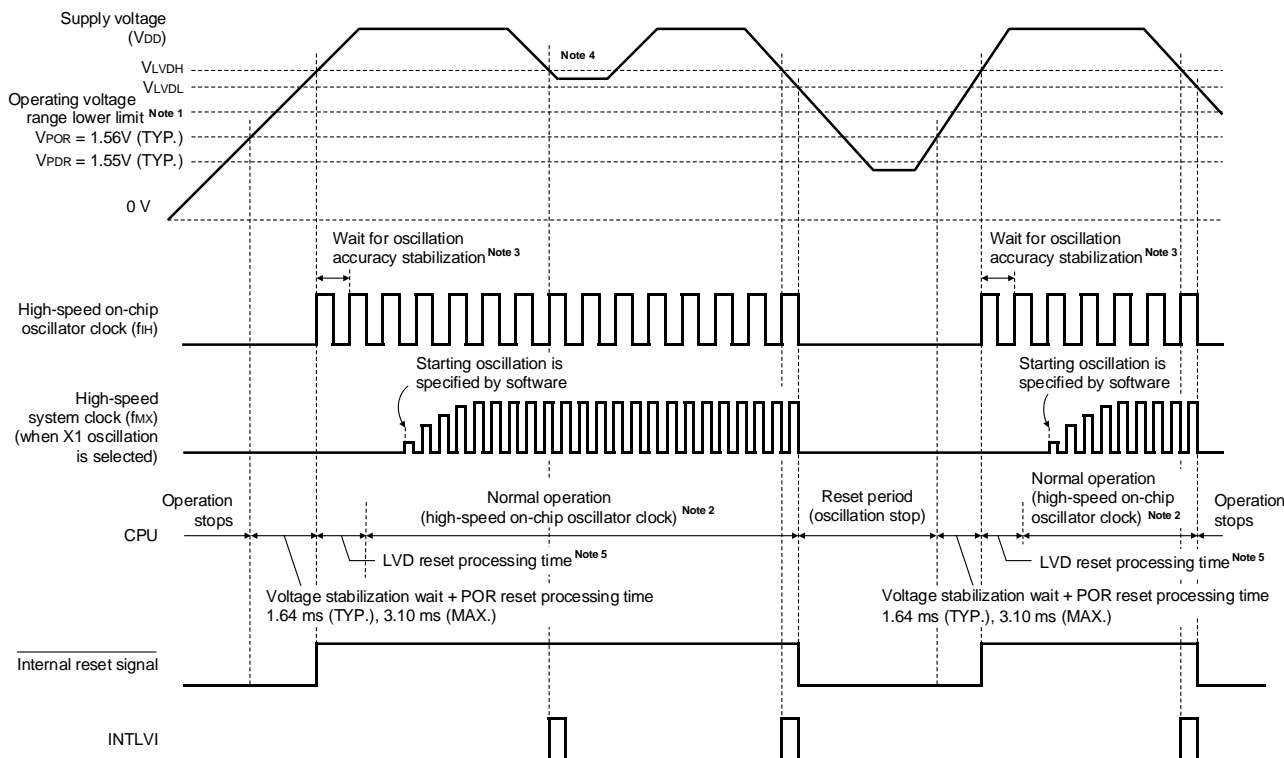 Supply voltage
(VDD)
Note 4
VLVDH
VLVDL
Operating voltage
range lower limit Note 1
VPOR = 1.56V (TYP.)
VPDR = 1.55V (TYP.)
0 V
Wait for oscillation
accuracy stabilization Note 3
Wait for oscillation
accuracy stabilization Note 3
High-speed on-chip
oscillator clock (fIH)
Starting oscillation is
specified by software
Starting oscillation is
specified by software
High-speed
system clock (fMX)
(when X1 oscillation
is selected)
CPU
Operation
stops
Normal operation
(high-speed on-chip oscillator clock) Note 2
Reset period
(oscillation stop)
Normal operation
(high-speed on-chip
oscillator clock) Note 2
Operation
stops
LVD reset processing time Note 5
LVD reset processing time Note 5
Voltage stabilization wait + POR reset processing time
1.64 ms (TYP.), 3.10 ms (MAX.)
Voltage stabilization wait + POR reset processing time
1.64 ms (TYP.), 3.10 ms (MAX.)
Internal reset signal
INTLVI